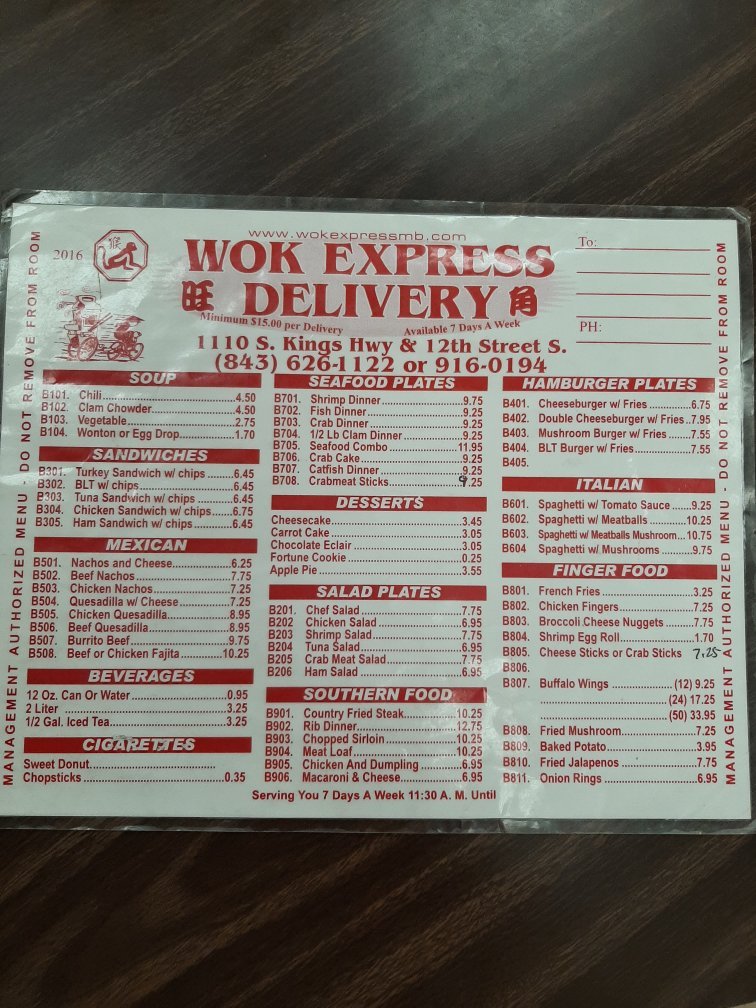 www.wokexpressmb.com
2016
猴
WOK EXPRESS
旺 DELIVERY 角
Minimum $15.00 per Delivery Available 7 Days A Week
1110 S. Kings Hwy & 12th Street S.
(843) 626-1122 or 916-0194
To:
PH:
MANAGEMENT AUTHORIZED MENU - DO NOT REMOVE FROM ROOM
SOUP
B101. Chili 4.50
B102. Clam Chowder 4.50
B103. Vegetable 2.75
B104. Wonton or Egg Drop 1.70
SANDWICHES
B301. Turkey Sandwich w/ chips 6.45
B302. BLT w/ chips 6.45
B303. Tuna Sandwich w/ chips 6.45
B304. Chicken Sandwich w/ chips 6.75
B305. Ham Sandwich w/ chips 6.45
MEXICAN
B501. Nachos and Cheese 6.25
B502. Beef Nachos 7.75
B503. Chicken Nachos 7.25
B504. Quesadilla w/ Cheese 7.25
B505. Chicken Quesadilla 8.95
B506. Beef Quesadilla 8.95
B507. Burrito Beef 9.75
B508. Beef or Chicken Fajita 10.25
BEVERAGES
12 Oz. Can Or Water 0.95
2 Liter 3.25
1/2 Gal. Iced Tea 3.25
CIGARETTES
Sweet Donut
Chopsticks 0.35
SEAFOOD PLATES
B701. Shrimp Dinner 9.75
B702. Fish Dinner 9.25
B703. Crab Dinner 9.25
B704. 1/2 Lb Clam Dinner 9.25
B705. Seafood Combo 11.95
B706. Crab Cake 9.25
B707. Catfish Dinner 9.25
B708. Crabmeat Sticks 9.25
DESSERTS
Cheesecake 3.45
Carrot Cake 3.05
Chocolate Eclair 3.05
Fortune Cookie 0.25
Apple Pie 3.55
SALAD PLATES
B201. Chef Salad 7.75
B202 Chicken Salad 6.95
B203 Shrimp Salad 7.75
B204 Tuna Salad 6.95
B205 Crab Meat Salad 7.75
B206 Ham Salad 6.95
SOUTHERN FOOD
B901. Country Fried Steak 10.25
B902. Rib Dinner 12.75
B903. Chopped Sirloin 10.25
B904. Meat Loaf 10.25
B905. Chicken And Dumpling 6.95
B906. Macaroni & Cheese 6.95
HAMBURGER PLATES
B401. Cheeseburger w/ Fries 6.75
B402. Double Cheeseburger w/ Fries 7.95
B403. Mushroom Burger w/ Fries 7.55
B404. BLT Burger w/ Fries 7.55
B405.
ITALIAN
B601. Spaghetti w/ Tomato Sauce 9.25
B602. Spaghetti w/ Meatballs 10.25
B603. Spaghetti w/ Meatballs Mushroom 10.75
B604 Spaghetti w/ Mushrooms 9.75
FINGER FOOD
B801. French Fries 3.25
B802. Chicken Fingers 7.25
B803. Broccoli Cheese Nuggets 7.75
B804. Shrimp Egg Roll 1.70
B805. Cheese Sticks or Crab Sticks 7.25
B806.
B807. Buffalo Wings (12) 9.25
(24) 17.25
(50) 33.95
B808. Fried Mushroom 7.25
B809. Baked Potato 3.95
B810. Fried Jalapenos 7.75
B811. Onion Rings 6.95
Serving You 7 Days A Week 11:30 A. M. Until
MANAGEMENT AUTHORIZED MENU - DO NOT REMOVE FROM ROOM